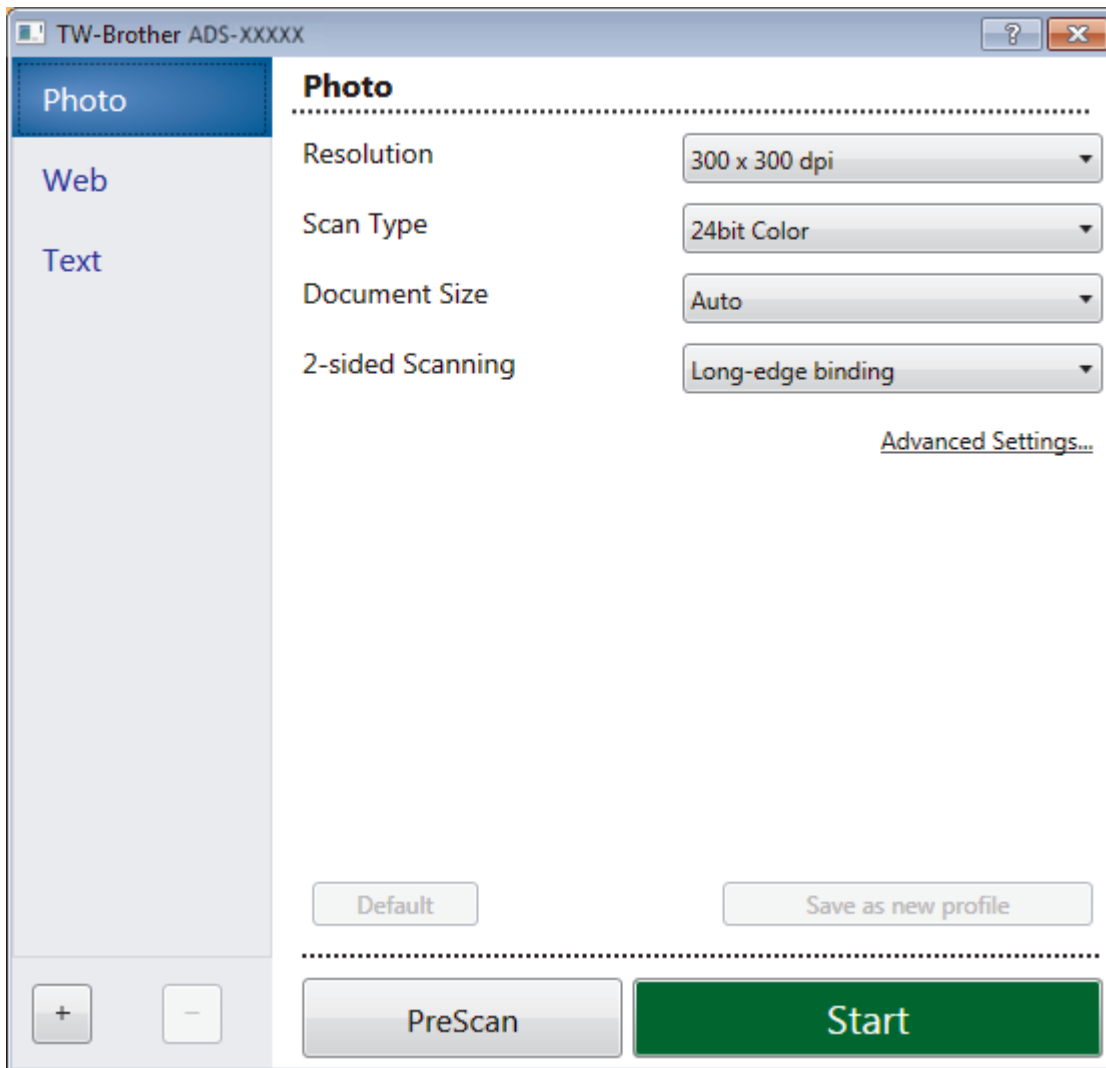 TW-Brother ADS-XXXXX
?
Photo
Web
Text
Photo
Resolution
300 x 300 dpi
Scan Type
24bit Color
Document Size
Auto
2-sided Scanning
Long-edge binding
Advanced Settings...
Default
Save as new profile
+
−
PreScan
Start